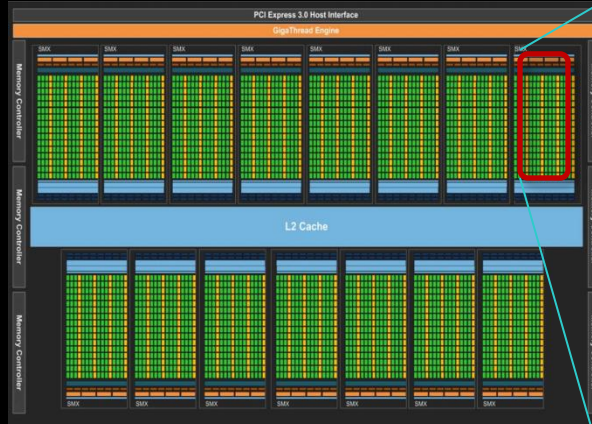 PCI Express 3.0 Host Interface
GigaThread Engine
SMX SMX SMX SMX SMX SMX SMX SMX
Memory Controller
Memory Controller
L2 Cache
Memory Controller
SMX SMX SMX SMX SMX SMX SMX